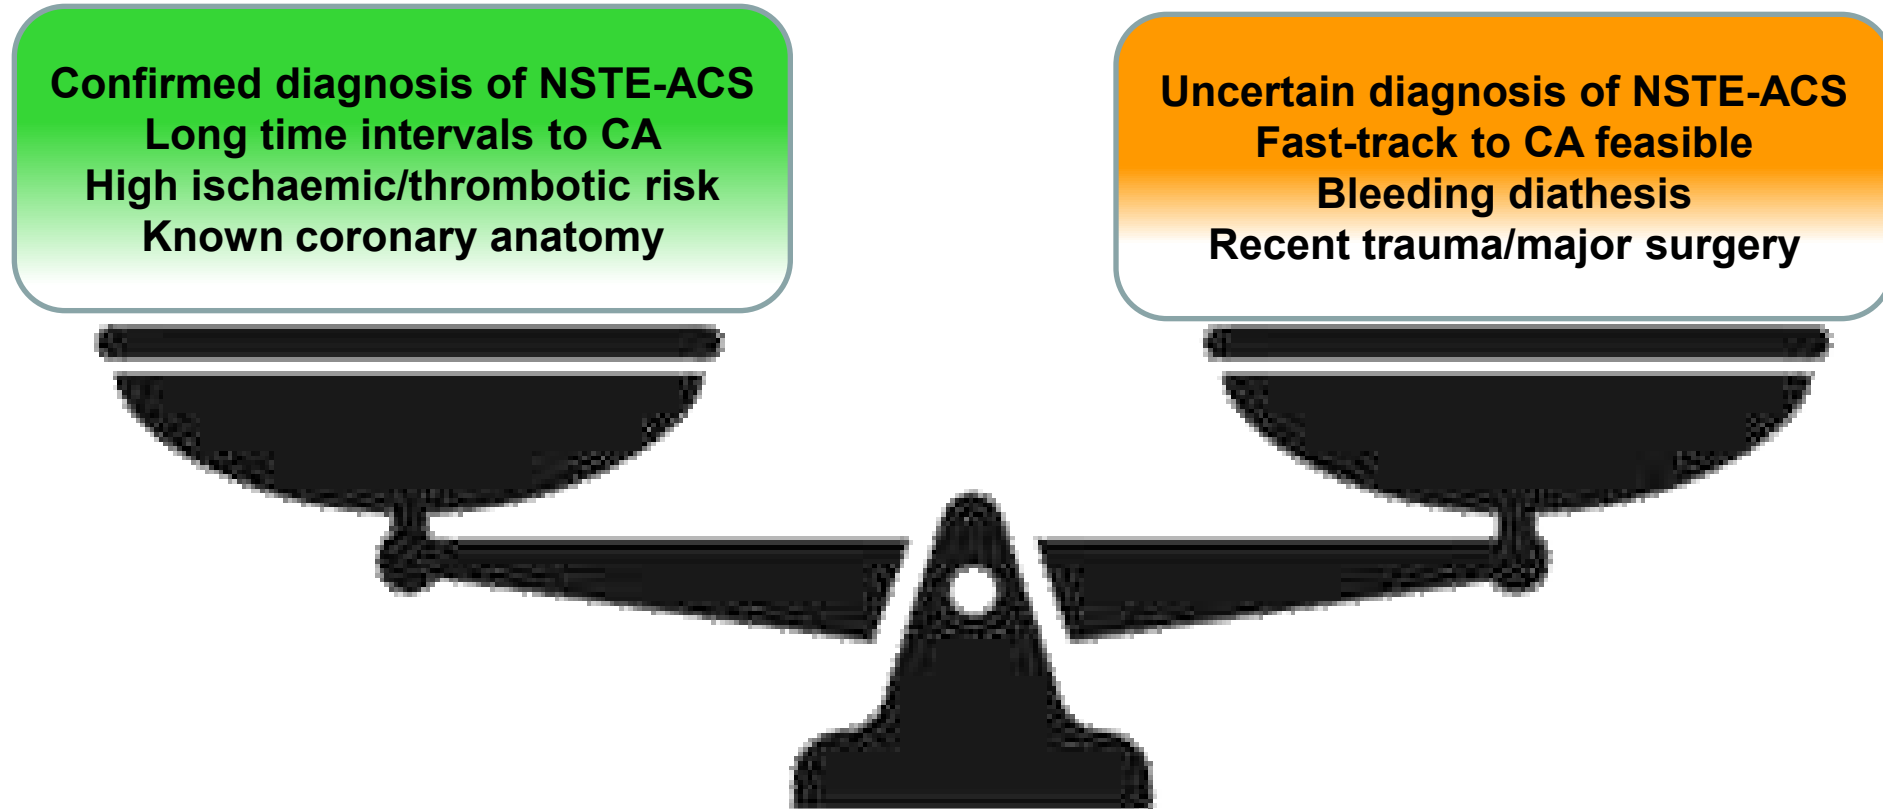 Confirmed diagnosis of NSTE-ACS
Long time intervals to CA
High ischaemic/thrombotic risk
Known coronary anatomy
Uncertain diagnosis of NSTE-ACS
Fast-track to CA feasible
Bleeding diathesis
Recent trauma/major surgery